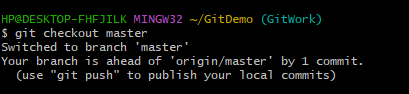 HP@DESKTOP-FHFJILK MINGW32 ~/GitDemo (GitWork)
$ git checkout master
Switched to branch 'master'
Your branch is ahead of 'origin/master' by 1 commit.
  (use "git push" to publish your local commits)